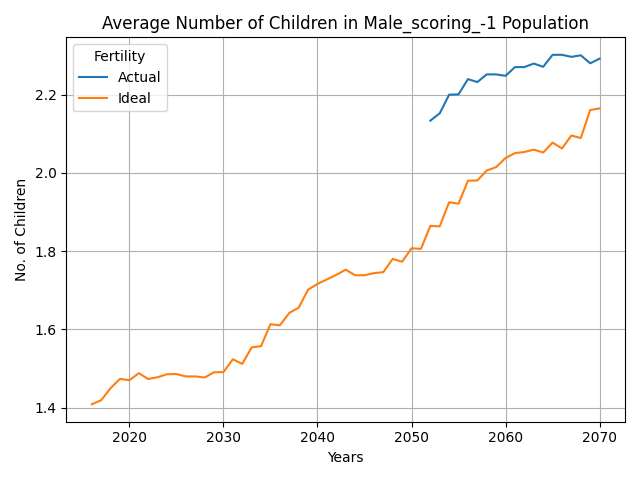 Average Number of Children in Male_scoring_-1 Population
Fertility
Actual
Ideal
No. of Children
2.2
2.0
1.8
1.6
1.4
2020 2030 2040 2050 2060 2070
Years